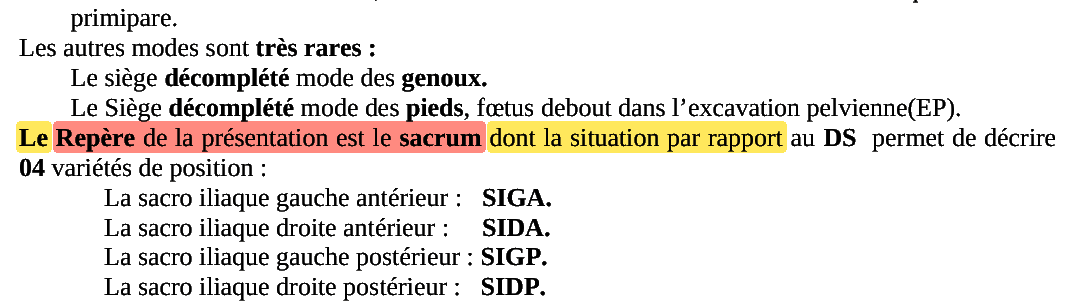 primipare.
Les autres modes sont très rares :
Le siège décomplété mode des genoux.
Le Siège décomplété mode des pieds, fœtus debout dans l’excavation pelvienne(EP).
Le Repère de la présentation est le sacrum dont la situation par rapport au DS permet de décrire
04 variétés de position :
La sacro iliaque gauche antérieur : SIGA.
La sacro iliaque droite antérieur : SIDA.
La sacro iliaque gauche postérieur : SIGP.
La sacro iliaque droite postérieur : SIDP.